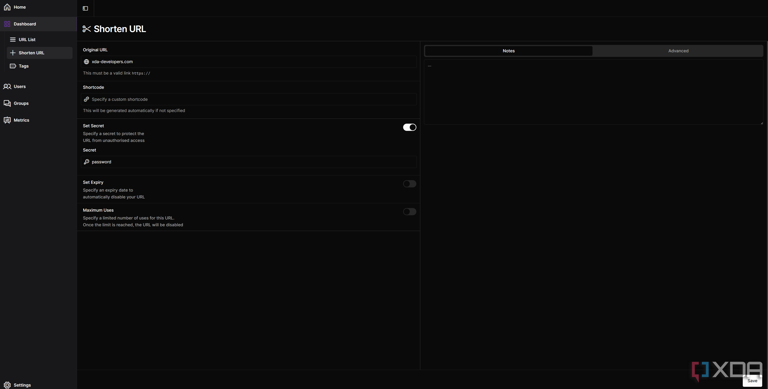 Home
Dashboard
URL List
Shorten URL
Tags
Users
Groups
Metrics
Settings
Shorten URL
Original URL
xda-developers.com
This must be a valid link https://
Shortcode
Specify a custom shortcode
This will be generated automatically if not specified
Set Secret
Specify a secret to protect the
URL from unauthorised access
Secret
password
Set Expiry
Specify an expiry date to
automatically disable your URL
Maximum Uses
Specify a limited number of uses for this URL.
Once the limit is reached, the URL will be disabled
Notes
Advanced
Save
XDA